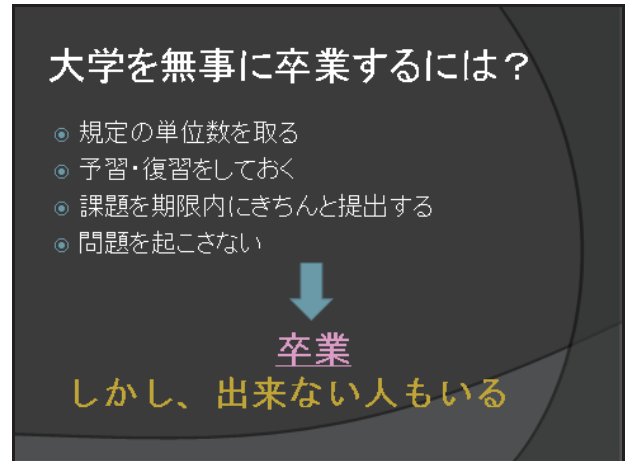 大学を無事に卒業するには？
規定の単位数を取る
予習・復習をしておく
課題を期限内にきちんと提出する
問題を起こさない
卒業
しかし、出来ない人もいる